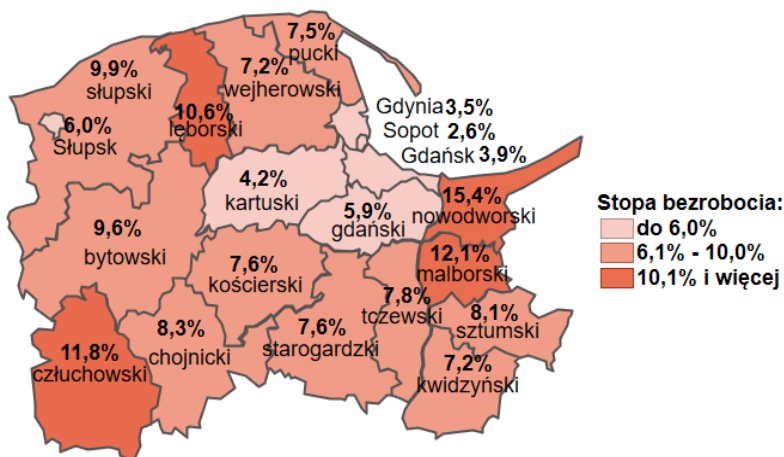 7,5%
pucki
9,9%
słupski
7,2%
wejherowski
10,6%
lęborski
6,0%
Słupsk
Gdynia 3,5%
Sopot 2,6%
Gdańsk 3,9%
4,2%
kartuski
5,9%
gdański
15,4%
nowodworski
9,6%
bytowski
7,6%
kościerski
12,1%
malborski
7,8%
tczewski
8,1%
sztumski
8,3%
chojnicki
7,6%
starogardzki
11,8%
człuchowski
7,2%
kwidzyński
Stopa bezrobocia:
do 6,0%
6,1% - 10,0%
10,1% i więcej